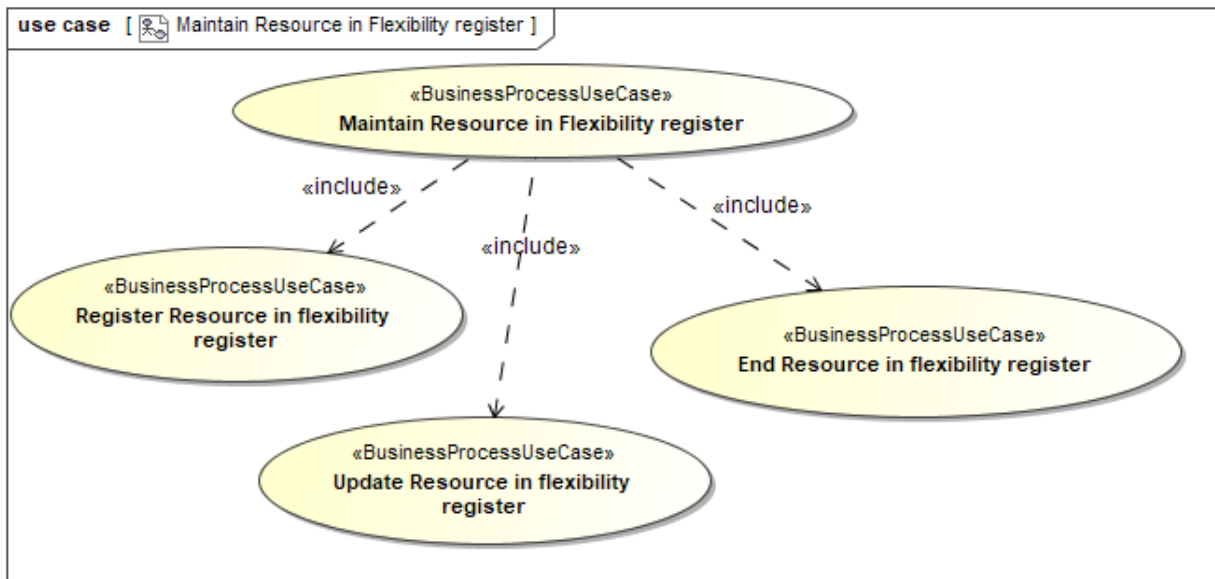 use case [ Maintain Resource in Flexibility register ]
«BusinessProcessUseCase»
Maintain Resource in Flexibility register
«include»
«include»
«include»
«BusinessProcessUseCase»
Register Resource in flexibility
register
«BusinessProcessUseCase»
End Resource in flexibility register
«BusinessProcessUseCase»
Update Resource in flexibility
register